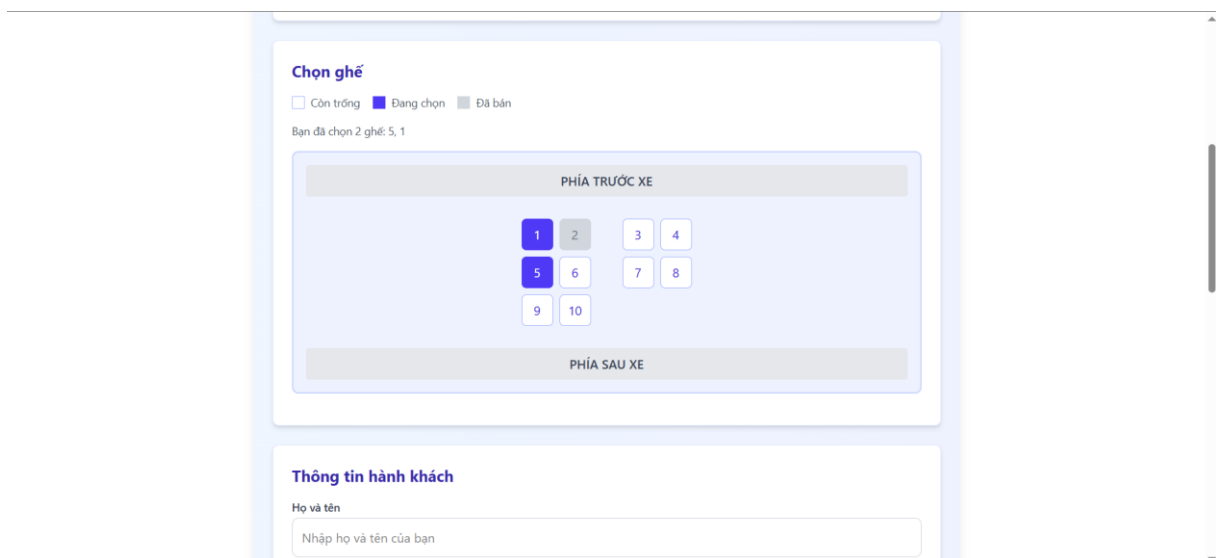 Chọn ghế
Còn trống Đang chọn Đã bán
Bạn đã chọn 2 ghế: 5, 1
PHÍA TRƯỚC XE
1 2 3 4
5 6 7 8
9 10
PHÍA SAU XE
Thông tin hành khách
Họ và tên
Nhập họ và tên của bạn